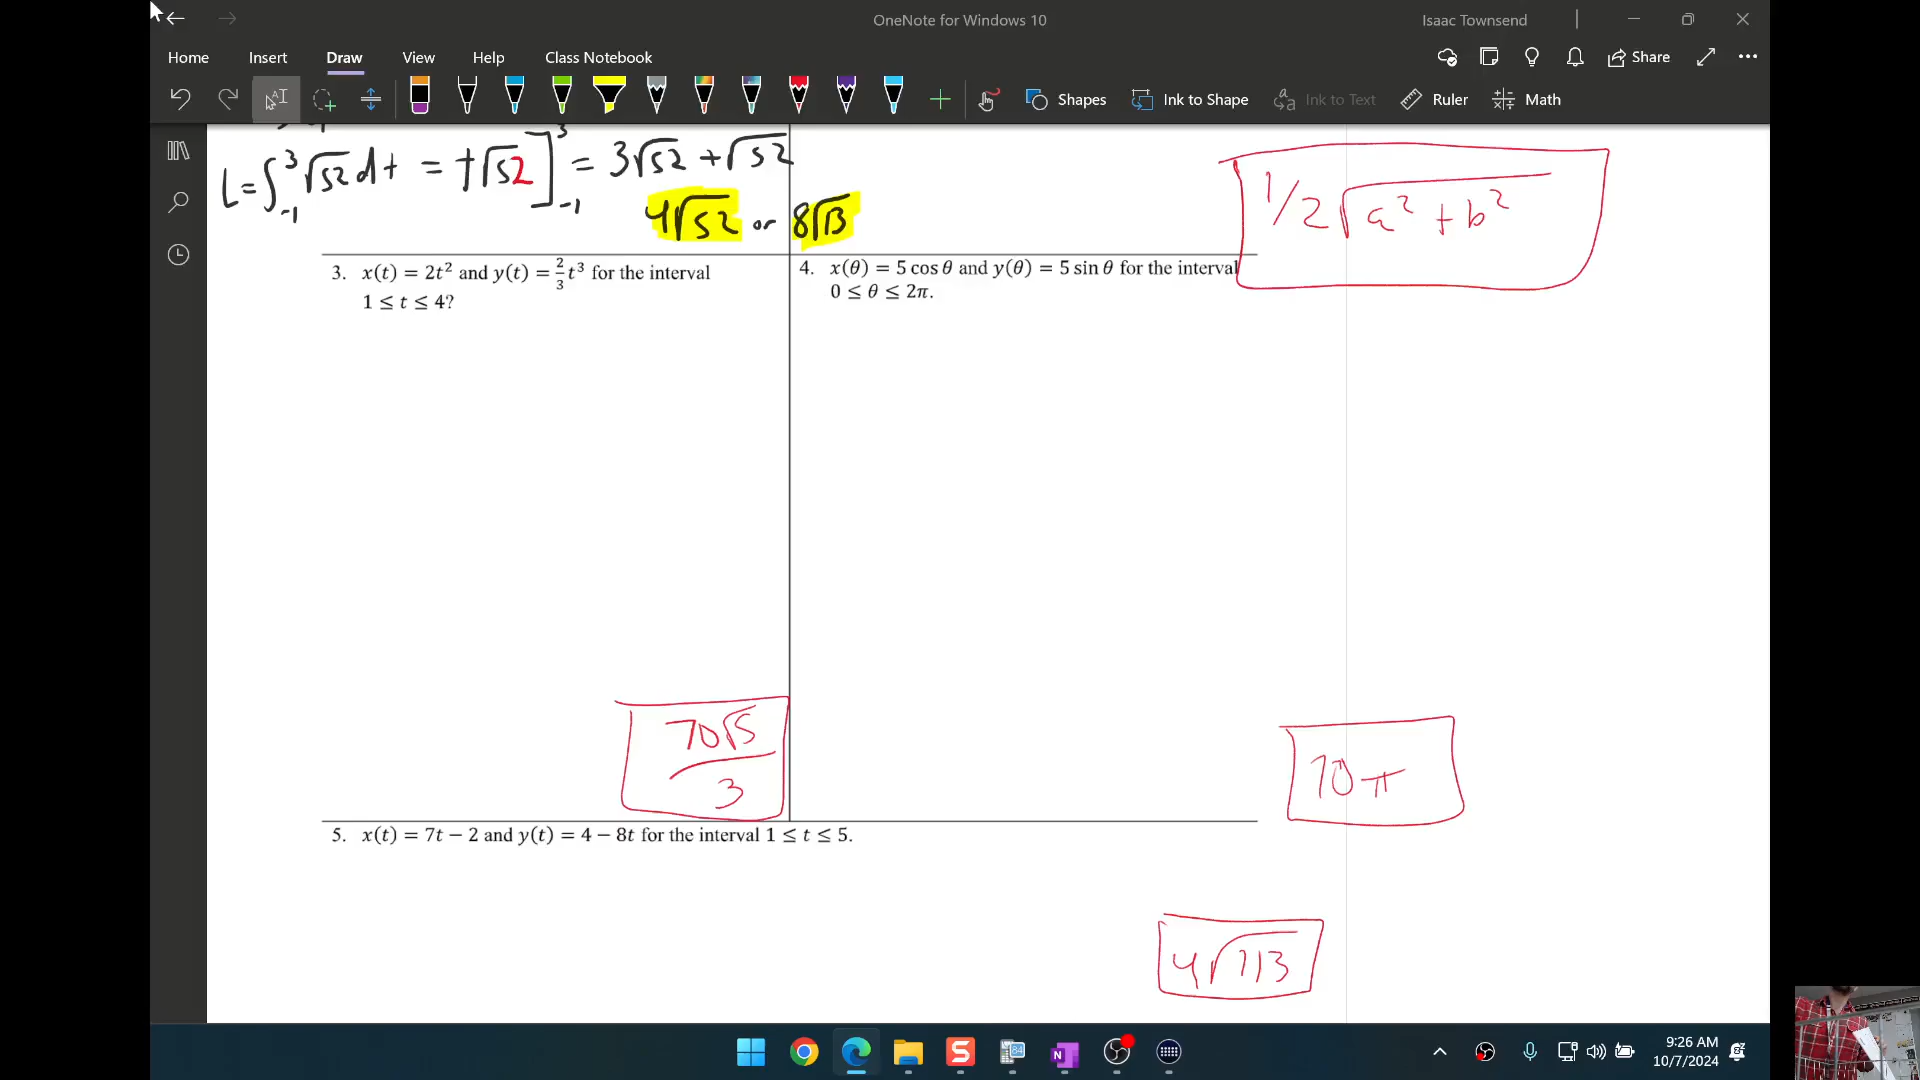 OneNote for Windows 10
Isaac Townsend
Home Insert Draw View Help Class Notebook
Share
Shapes Ink to Shape Ink to Text Ruler Math
L = ∫₋₁³ √52 dt = t√52 ]₋₁³ = 3√52 + √52
4√52 or 8√13
1/2 √a² + b²
3. x(t) = 2t² and y(t) = 2/3 t³ for the interval
1 ≤ t ≤ 4?
4. x(θ) = 5 cos θ and y(θ) = 5 sin θ for the interval
0 ≤ θ ≤ 2π.
70√5 / 3
10π
5. x(t) = 7t − 2 and y(t) = 4 − 8t for the interval 1 ≤ t ≤ 5.
4√113
9:26 AM
10/7/2024